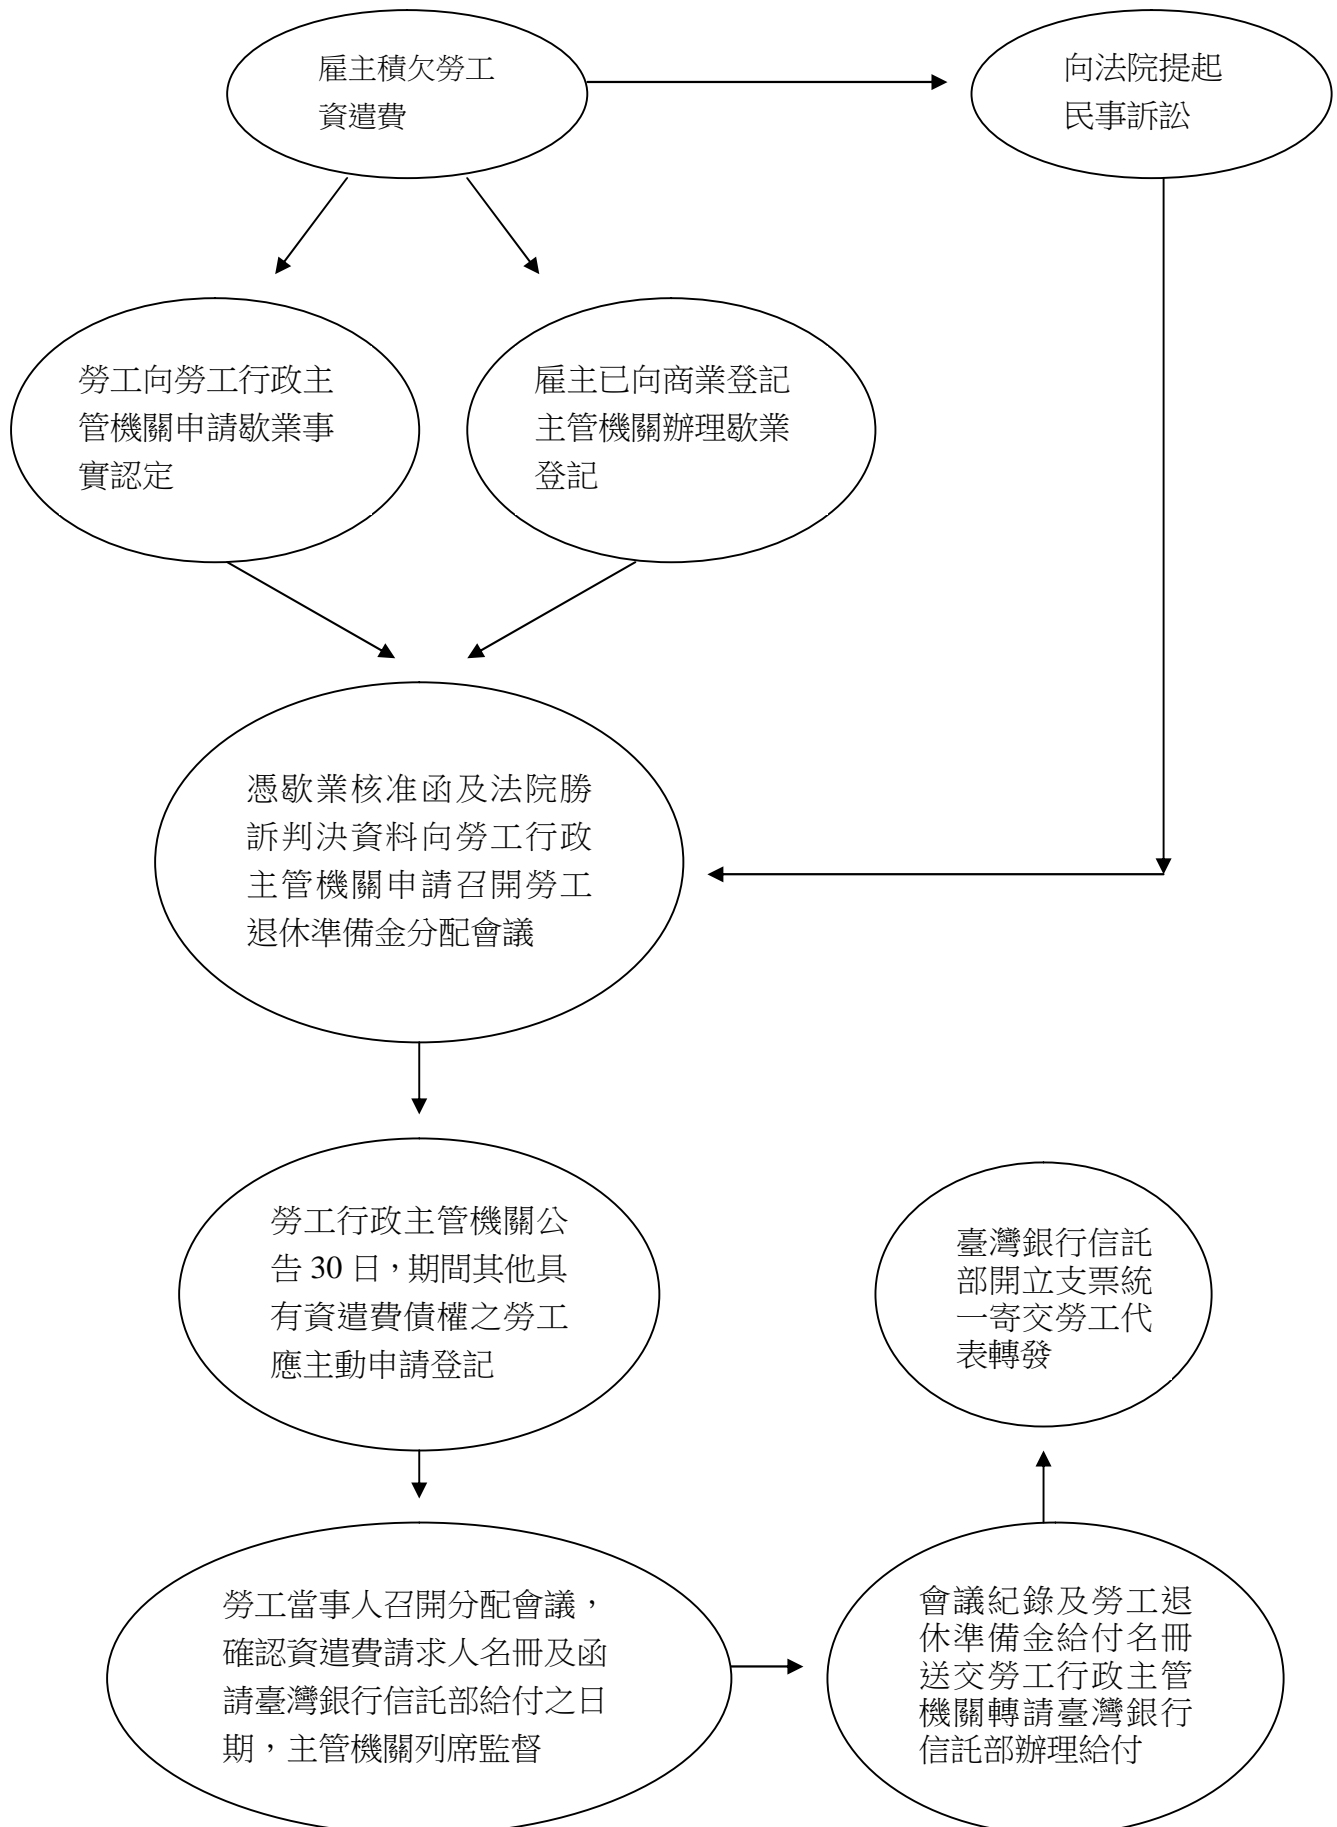 雇主積欠勞工
資遣費
向法院提起
民事訴訟
勞工向勞工行政主
管機關申請歇業事
實認定
雇主已向商業登記
主管機關辦理歇業
登記
憑歇業核准函及法院勝
訴判決資料向勞工行政
主管機關申請召開勞工
退休準備金分配會議
勞工行政主管機關公
告 30 日，期間其他具
有資遣費債權之勞工
應主動申請登記
臺灣銀行信託
部開立支票統
一寄交勞工代
表轉發
勞工當事人召開分配會議，
確認資遣費請求人名冊及函
請臺灣銀行信託部給付之日
期，主管機關列席監督
會議紀錄及勞工退
休準備金給付名冊
送交勞工行政主管
機關轉請臺灣銀行
信託部辦理給付